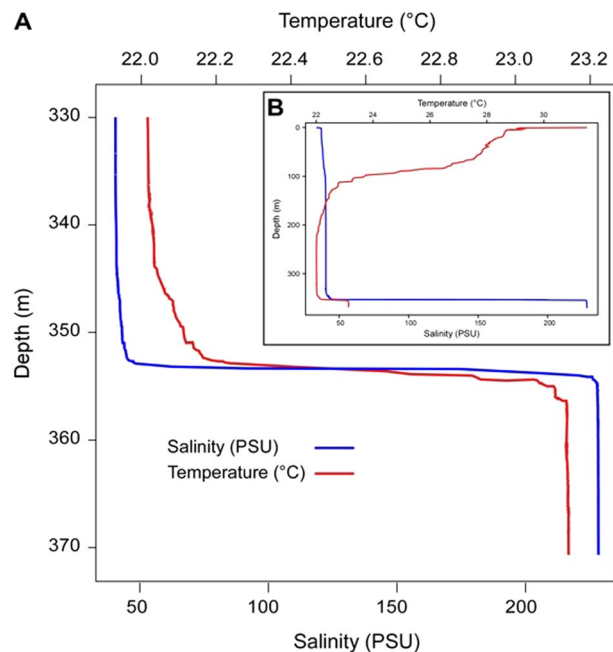 A
Temperature (°C)
22.0 22.2 22.4 22.6 22.8 23.0 23.2
B
Temperature (°C)
22 24 26 28 30
0
100
Depth (m)
200
300
50 100 150 200
Salinity (PSU)
330
340
Depth (m)
350
360
370
Salinity (PSU)
Temperature (°C)
50 100 150 200
Salinity (PSU)